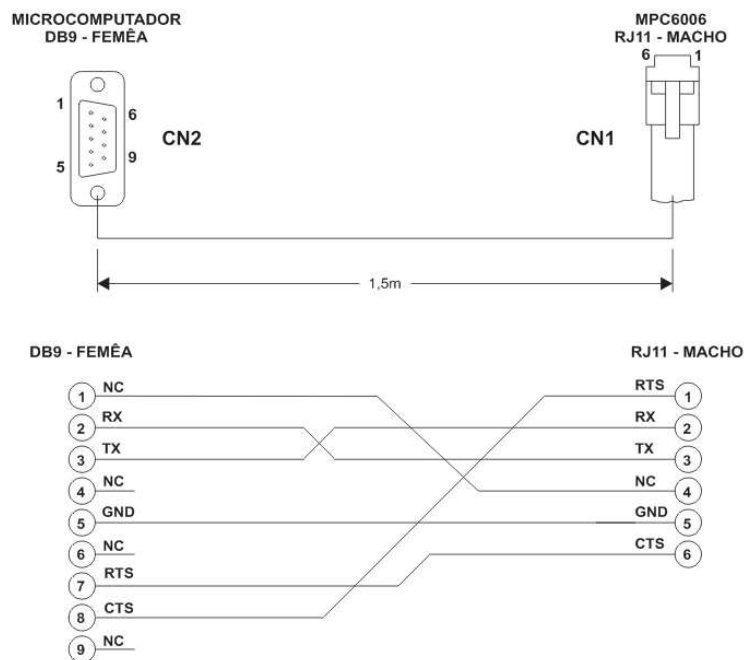 MICROCOMPUTADOR
DB9 - FEMÊA
MPC6006
RJ11 - MACHO
6 1
1
6
CN2
CN1
5
9
1,5m
DB9 - FEMÊA
RJ11 - MACHO
1 NC
RTS 1
2 RX
RX 2
3 TX
TX 3
4 NC
NC 4
5 GND
GND 5
6 NC
CTS 6
7 RTS
8 CTS
9 NC